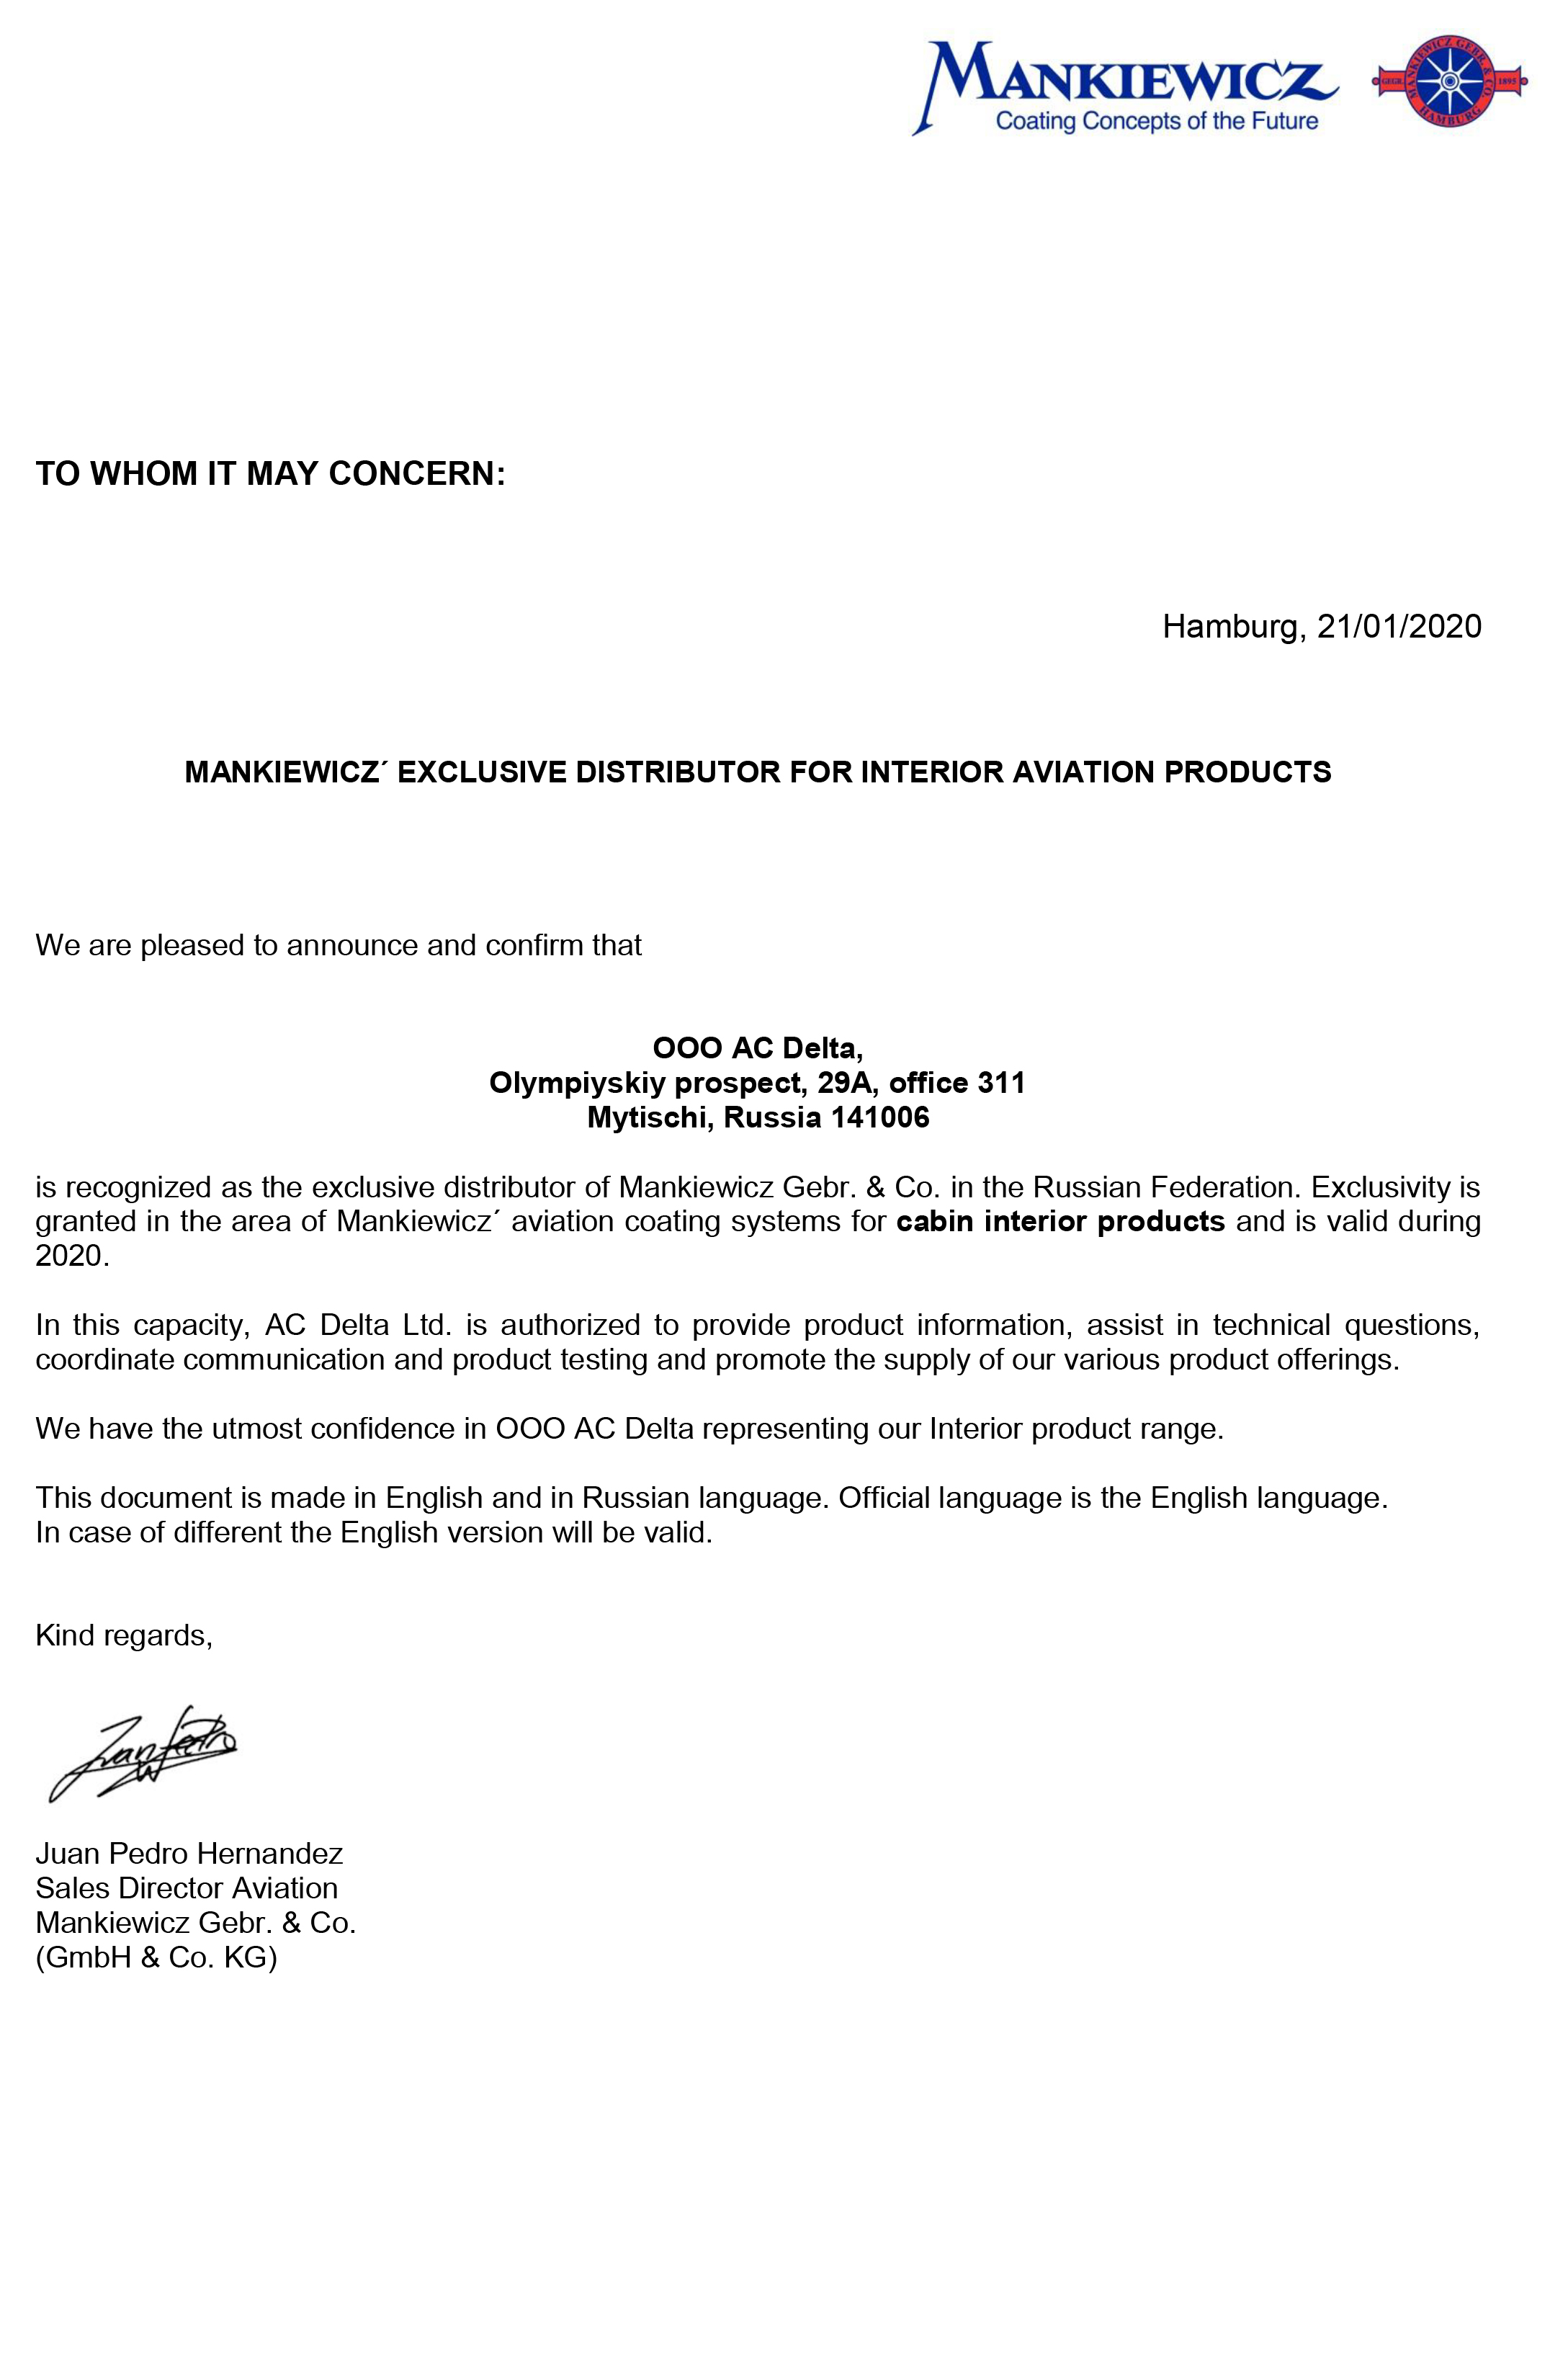 MANKIEWICZ
Coating Concepts of the Future
MANKIEWICZ GEBR. & CO.
GEGR. 1895
HAMBURG
TO WHOM IT MAY CONCERN:
Hamburg, 21/01/2020
MANKIEWICZ´ EXCLUSIVE DISTRIBUTOR FOR INTERIOR AVIATION PRODUCTS
We are pleased to announce and confirm that
OOO AC Delta,
Olympiyskiy prospect, 29A, office 311
Mytischi, Russia 141006
is recognized as the exclusive distributor of Mankiewicz Gebr. & Co. in the Russian Federation. Exclusivity is
granted in the area of Mankiewicz´ aviation coating systems for cabin interior products and is valid during
2020.
In this capacity, AC Delta Ltd. is authorized to provide product information, assist in technical questions,
coordinate communication and product testing and promote the supply of our various product offerings.
We have the utmost confidence in OOO AC Delta representing our Interior product range.
This document is made in English and in Russian language. Official language is the English language.
In case of different the English version will be valid.
Kind regards,
Juan Pedro
Juan Pedro Hernandez
Sales Director Aviation
Mankiewicz Gebr. & Co.
(GmbH & Co. KG)